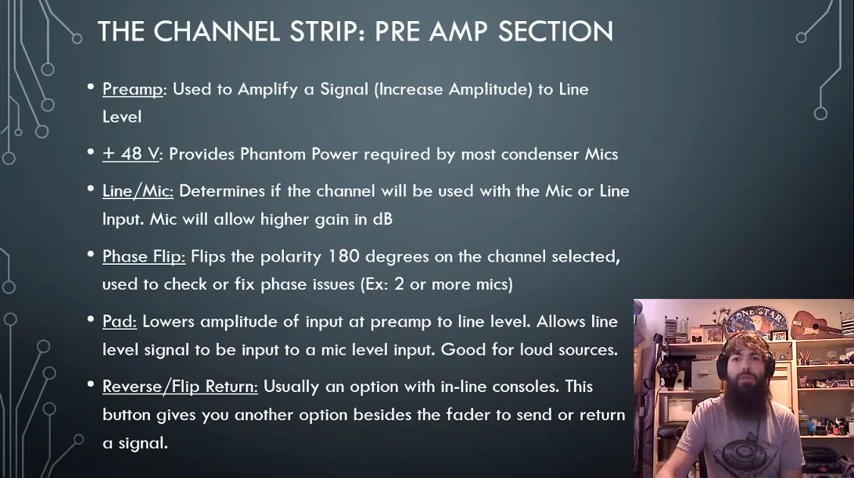 THE CHANNEL STRIP: PRE AMP SECTION
• Preamp: Used to Amplify a Signal (Increase Amplitude) to Line
Level
• + 48 V: Provides Phantom Power required by most condenser Mics
• Line/Mic: Determines if the channel will be used with the Mic or Line
Input. Mic will allow higher gain in dB
• Phase Flip: Flips the polarity 180 degrees on the channel selected,
used to check or fix phase issues (Ex: 2 or more mics)
• Pad: Lowers amplitude of input at preamp to line level. Allows line
level signal to be input to a mic level input. Good for loud sources.
• Reverse/Flip Return: Usually an option with in-line consoles. This
button gives you another option besides the fader to send or return
a signal.
STAR